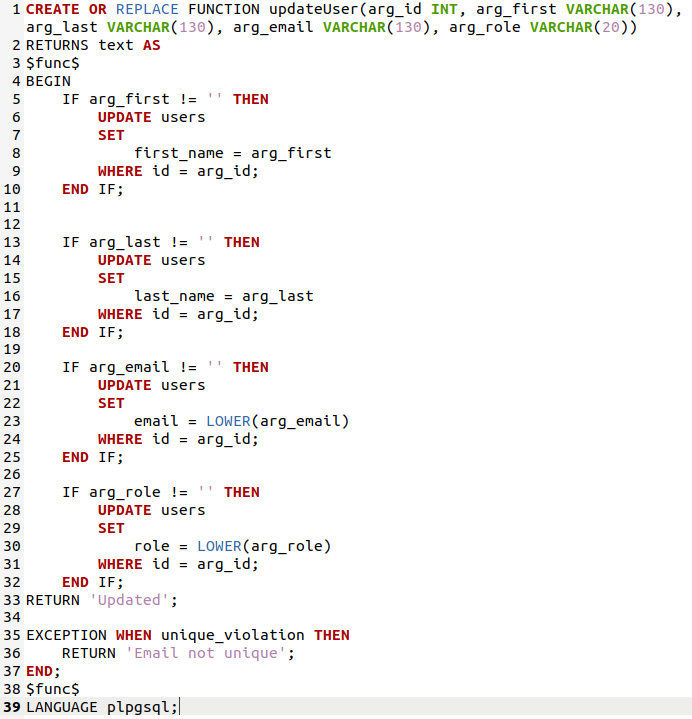 1 CREATE OR REPLACE FUNCTION updateUser(arg_id INT, arg_first VARCHAR(130),
arg_last VARCHAR(130), arg_email VARCHAR(130), arg_role VARCHAR(20))
2 RETURNS text AS
3 $func$
4 BEGIN
5     IF arg_first != '' THEN
6         UPDATE users
7         SET
8             first_name = arg_first
9         WHERE id = arg_id;
10     END IF;
11
12
13     IF arg_last != '' THEN
14         UPDATE users
15         SET
16             last_name = arg_last
17         WHERE id = arg_id;
18     END IF;
19
20     IF arg_email != '' THEN
21         UPDATE users
22         SET
23             email = LOWER(arg_email)
24         WHERE id = arg_id;
25     END IF;
26
27     IF arg_role != '' THEN
28         UPDATE users
29         SET
30             role = LOWER(arg_role)
31         WHERE id = arg_id;
32     END IF;
33 RETURN 'Updated';
34
35 EXCEPTION WHEN unique_violation THEN
36     RETURN 'Email not unique';
37 END;
38 $func$
39 LANGUAGE plpgsql;